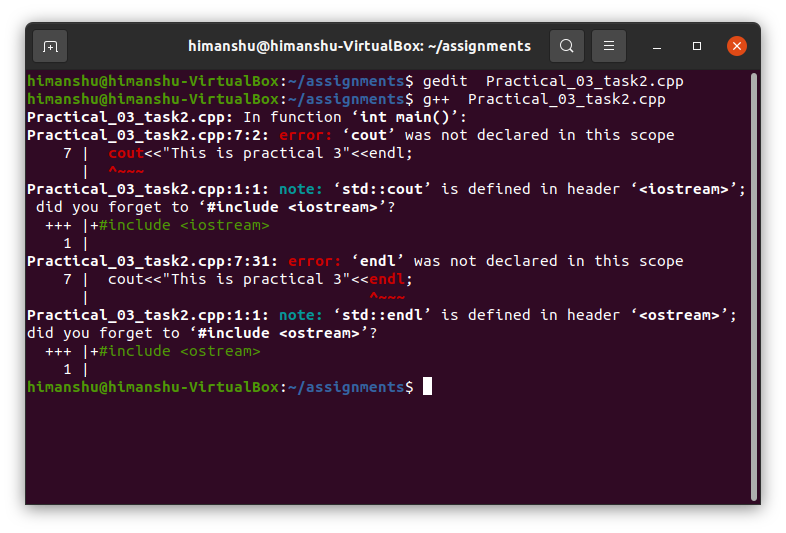 himanshu@himanshu-VirtualBox: ~/assignments
himanshu@himanshu-VirtualBox:~/assignments$ gedit  Practical_03_task2.cpp
himanshu@himanshu-VirtualBox:~/assignments$ g++  Practical_03_task2.cpp
Practical_03_task2.cpp: In function ‘int main()’:
Practical_03_task2.cpp:7:2: error: ‘cout’ was not declared in this scope
    7 |  cout<<"This is practical 3"<<endl;
      |  ^~~~
Practical_03_task2.cpp:1:1: note: ‘std::cout’ is defined in header ‘<iostream>’;
 did you forget to ‘#include <iostream>’?
  +++ |+#include <iostream>
    1 |
Practical_03_task2.cpp:7:31: error: ‘endl’ was not declared in this scope
    7 |  cout<<"This is practical 3"<<endl;
      |                               ^~~~
Practical_03_task2.cpp:1:1: note: ‘std::endl’ is defined in header ‘<ostream>’;
did you forget to ‘#include <ostream>’?
  +++ |+#include <ostream>
    1 |
himanshu@himanshu-VirtualBox:~/assignments$